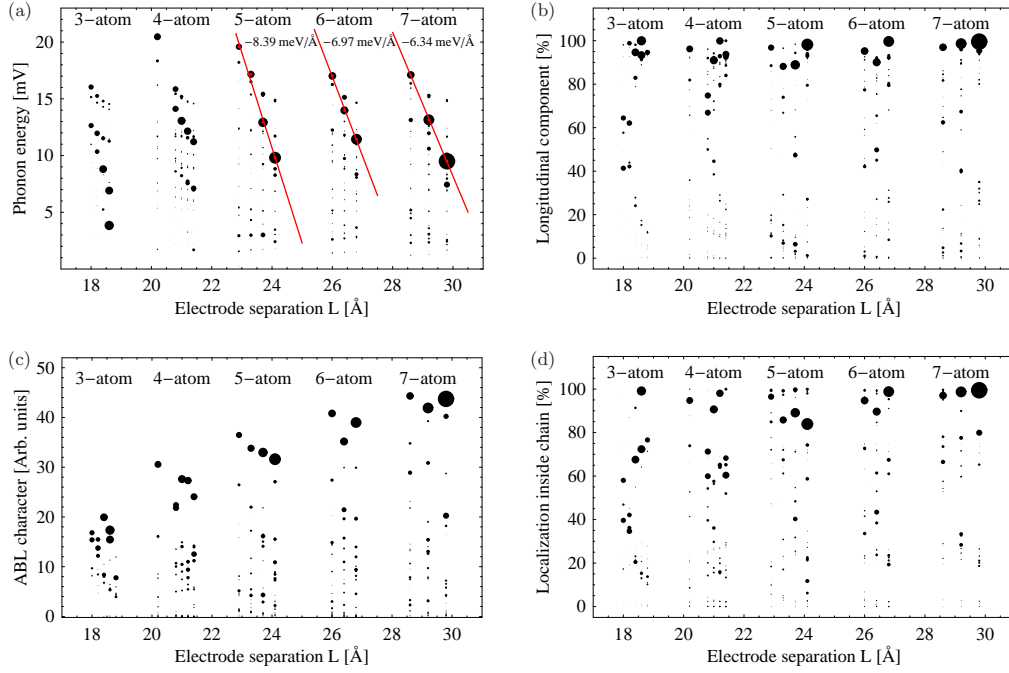 (a)
3−atom 4−atom 5−atom 6−atom 7−atom
−8.39 meV/Å −6.97 meV/Å −6.34 meV/Å
Phonon energy [mV]
20
15
10
5
18 20 22 24 26 28 30
Electrode separation L [Å]
(b)
3−atom 4−atom 5−atom 6−atom 7−atom
Longitudinal component [%]
100
80
60
40
20
0
18 20 22 24 26 28 30
Electrode separation L [Å]
(c)
3−atom 4−atom 5−atom 6−atom 7−atom
ABL character [Arb. units]
50
40
30
20
10
0
18 20 22 24 26 28 30
Electrode separation L [Å]
(d)
3−atom 4−atom 5−atom 6−atom 7−atom
Localization inside chain [%]
100
80
60
40
20
0
18 20 22 24 26 28 30
Electrode separation L [Å]